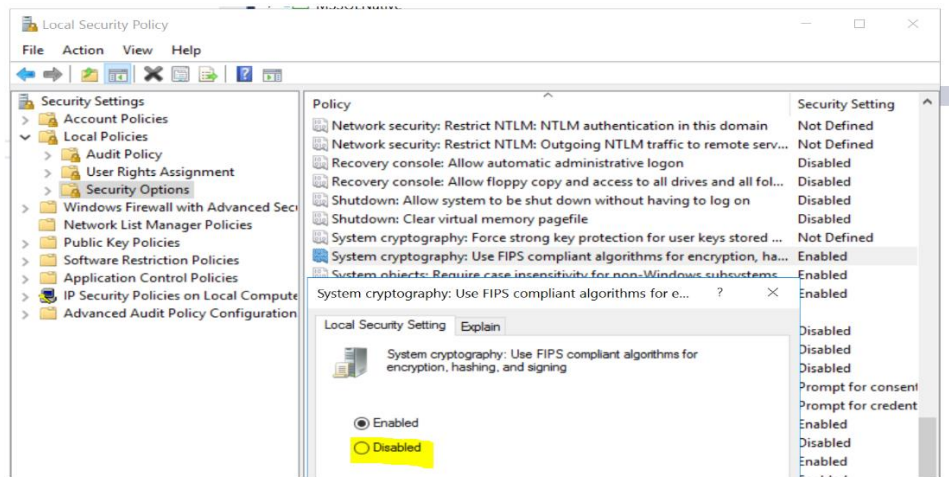 Local Security Policy
File Action View Help
Security Settings
Account Policies
Local Policies
Audit Policy
User Rights Assignment
Security Options
Windows Firewall with Advanced Secu
Network List Manager Policies
Public Key Policies
Software Restriction Policies
Application Control Policies
IP Security Policies on Local Compute
Advanced Audit Policy Configuration
Policy Security Setting
Network security: Restrict NTLM: NTLM authentication in this domain Not Defined
Network security: Restrict NTLM: Outgoing NTLM traffic to remote serv... Not Defined
Recovery console: Allow automatic administrative logon Disabled
Recovery console: Allow floppy copy and access to all drives and all fol... Disabled
Shutdown: Allow system to be shut down without having to log on Disabled
Shutdown: Clear virtual memory pagefile Disabled
System cryptography: Force strong key protection for user keys stored ... Not Defined
System cryptography: Use FIPS compliant algorithms for encryption, ha... Enabled
System objects: Require case insensitivity for non-Windows subsystems Enabled
Enabled
Disabled
Disabled
Disabled
Prompt for consent
Prompt for credent
Enabled
Disabled
Enabled
System cryptography: Use FIPS compliant algorithms for e... ? ×
Local Security Setting Explain
System cryptography: Use FIPS compliant algorithms for
encryption, hashing, and signing
Enabled
Disabled